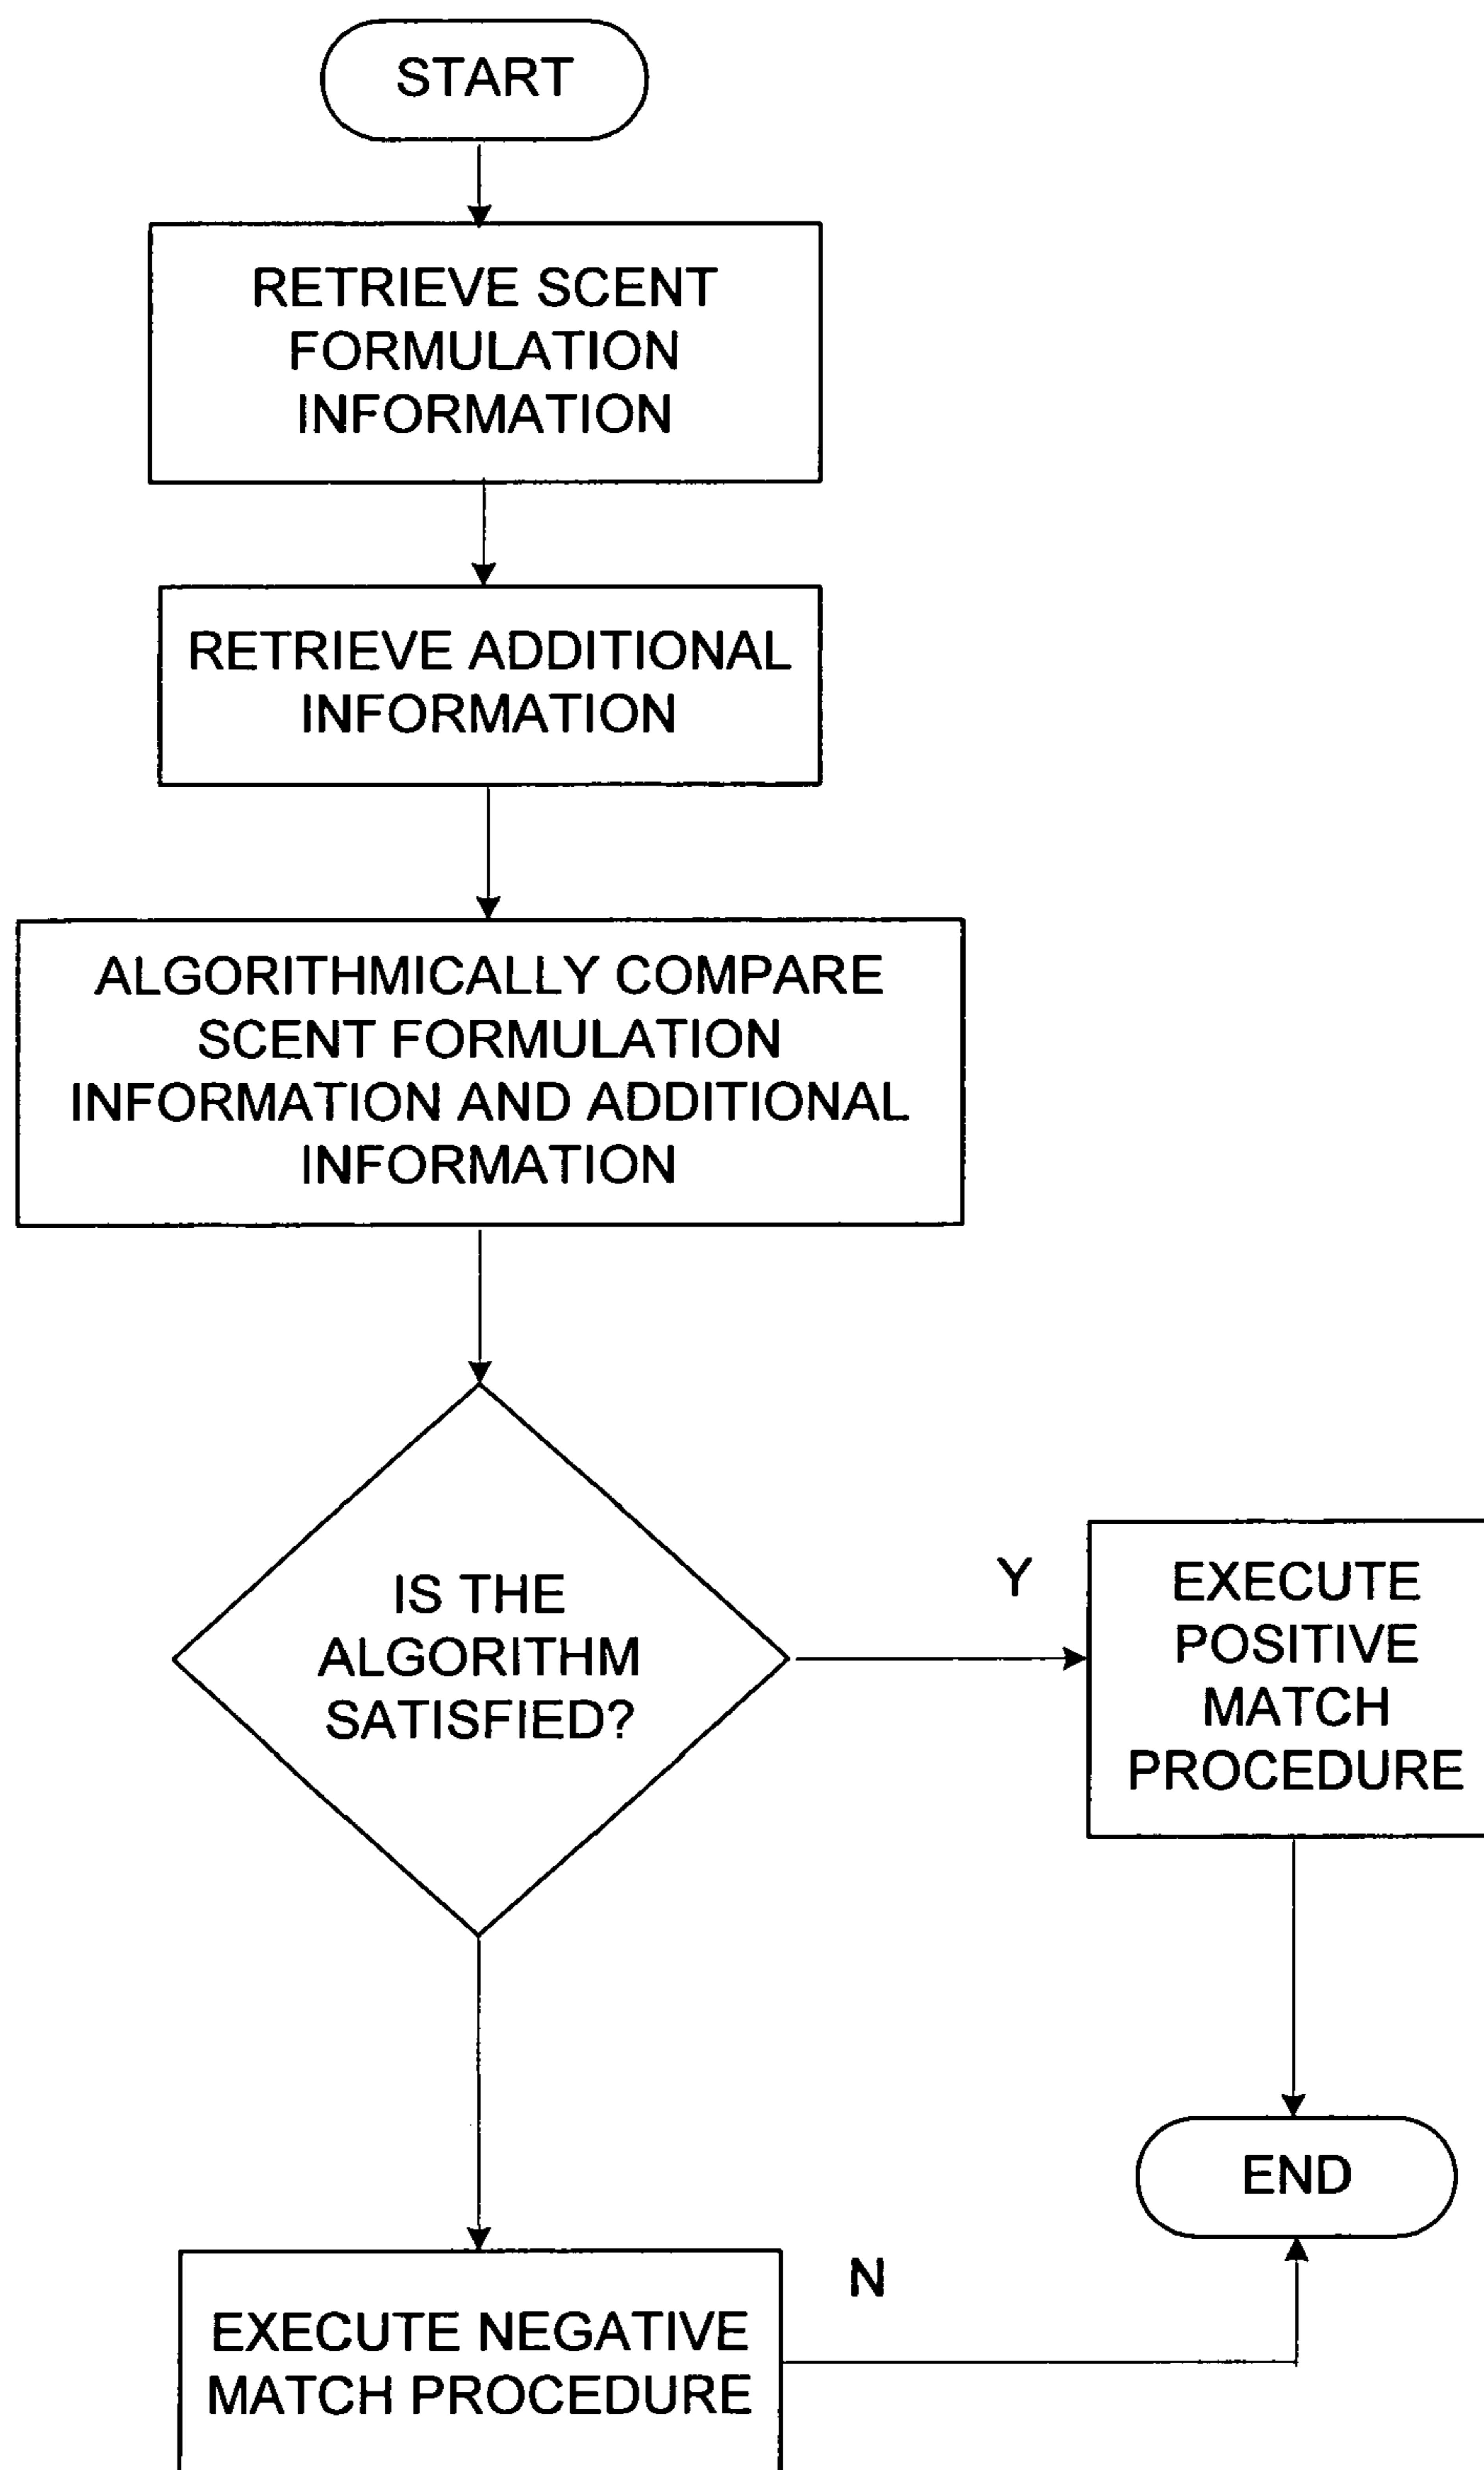 START
RETRIEVE SCENT
FORMULATION
INFORMATION
RETRIEVE ADDITIONAL
INFORMATION
ALGORITHMICALLY COMPARE
SCENT FORMULATION
INFORMATION AND ADDITIONAL
INFORMATION
IS THE
ALGORITHM
SATISFIED?
Y
EXECUTE
POSITIVE
MATCH
PROCEDURE
END
N
EXECUTE NEGATIVE
MATCH PROCEDURE